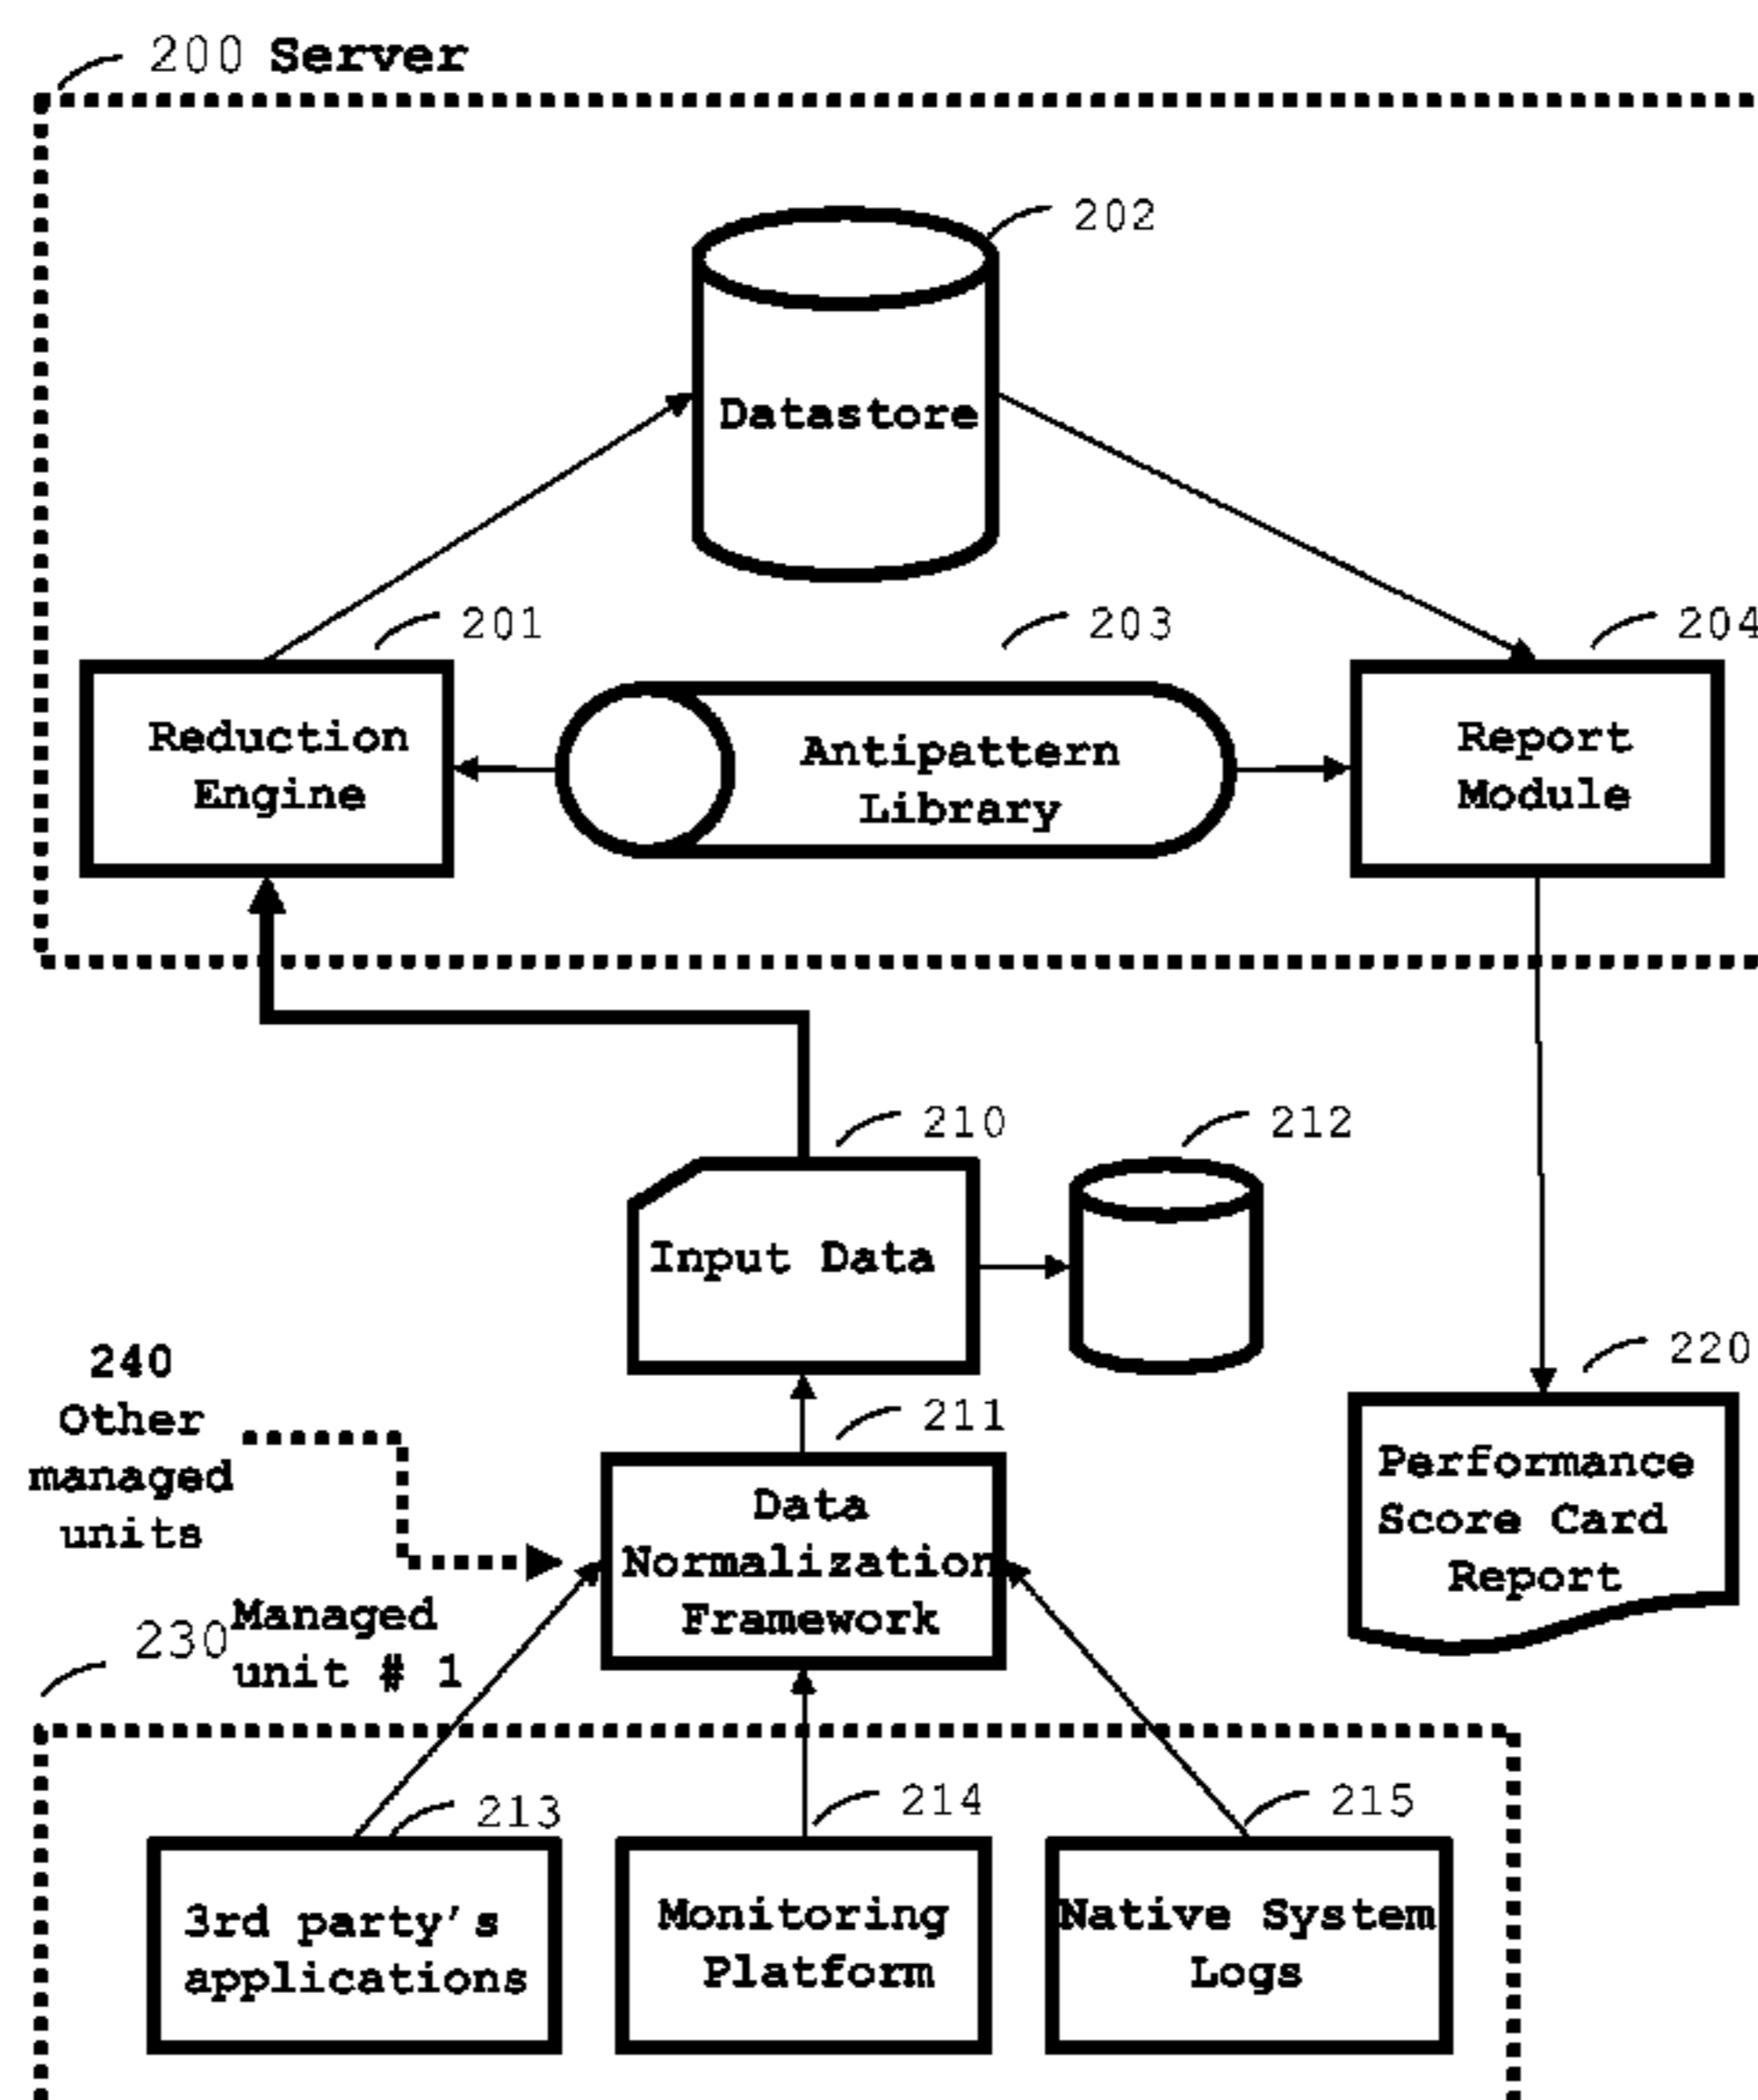 200 Server
202
Datastore
201
203
204
Reduction
Engine
Antipattern
Library
Report
Module
210
212
Input Data
240
Other
managed
units
211
220
Data
Normalization
Framework
Performance
Score Card
Report
230
Managed
unit # 1
213
214
215
3rd party's
applications
Monitoring
Platform
Native System
Logs